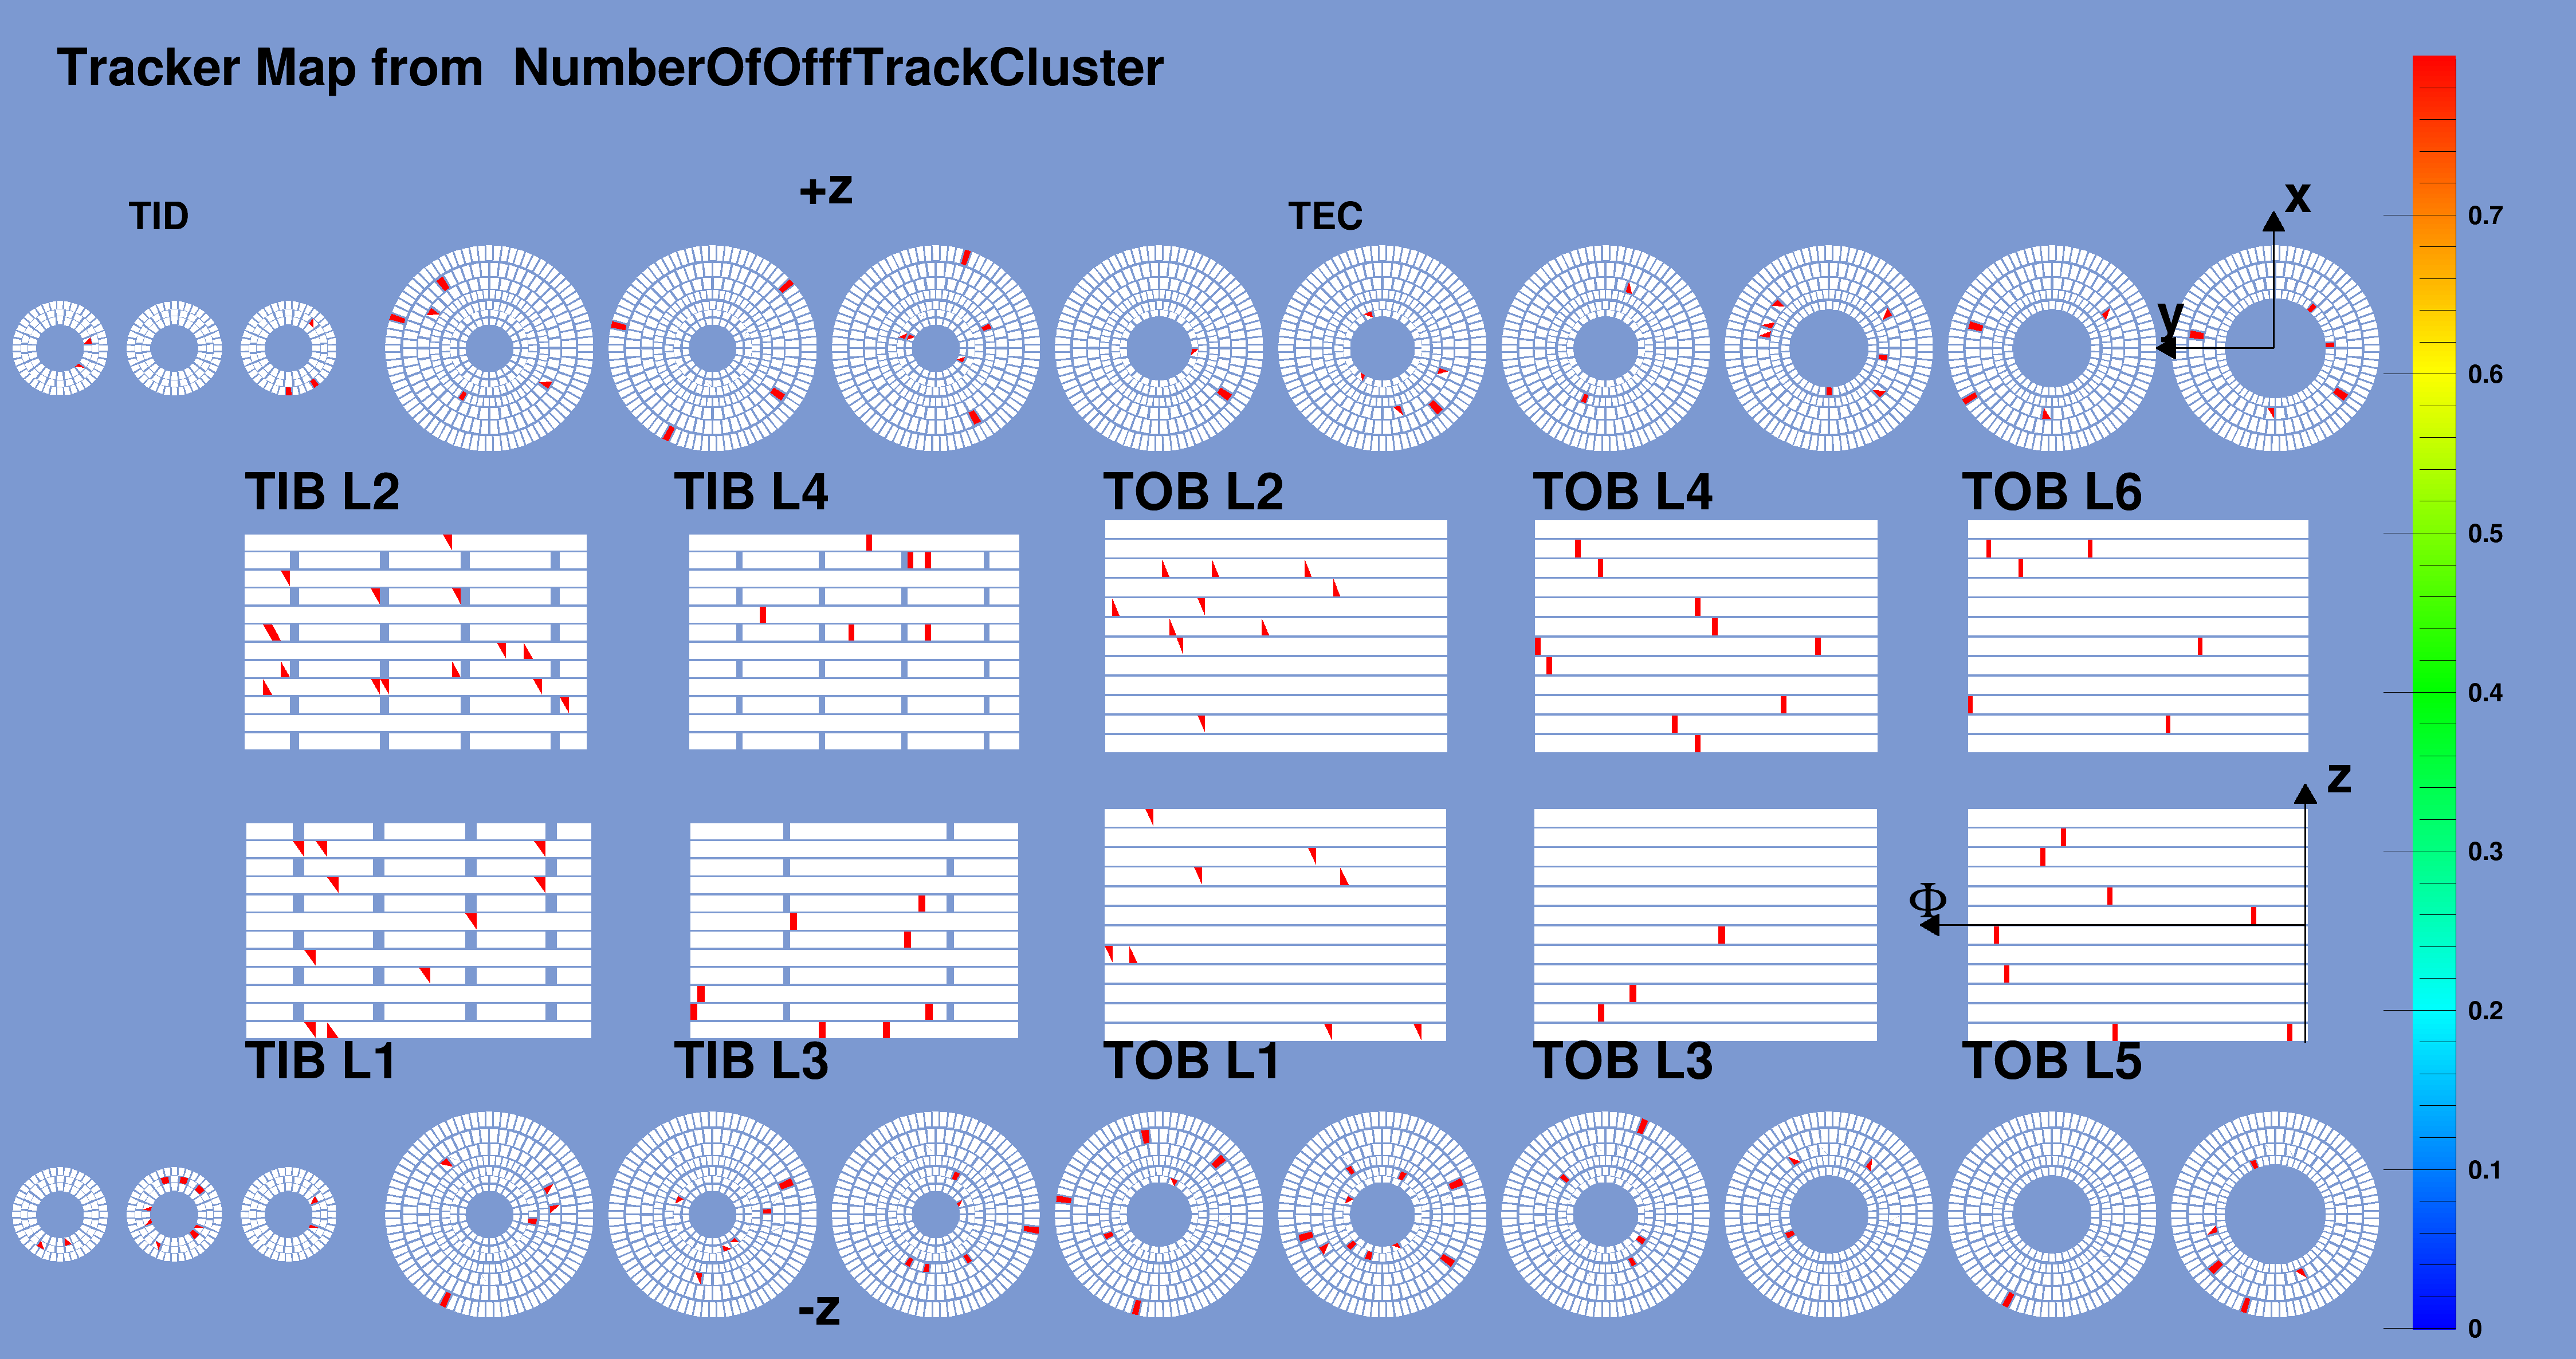 Tracker Map from  NumberOfOfffTrackCluster
+z
x
TID
TEC
0.7
y
0.6
TIB L2
TIB L4
TOB L2
TOB L4
TOB L6
0.5
0.4
z
0.3
Φ
0.2
TIB L1
TIB L3
TOB L1
TOB L3
TOB L5
0.1
-z
0